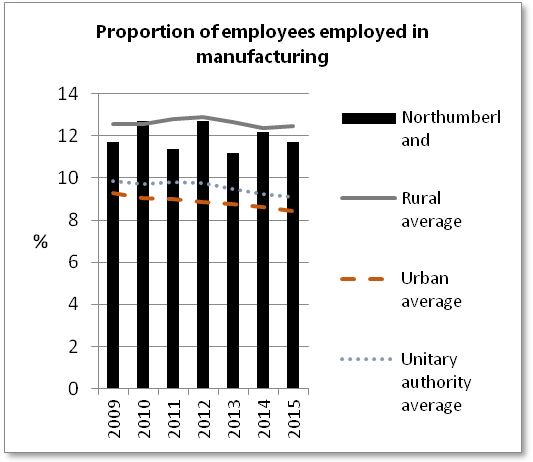 Proportion of employees employed in
manufacturing
14
12
10
8
6
4
2
0
%
2009
2010
2011
2012
2013
2014
2015
Northumberl
and
Rural
average
Urban
average
Unitary
authority
average